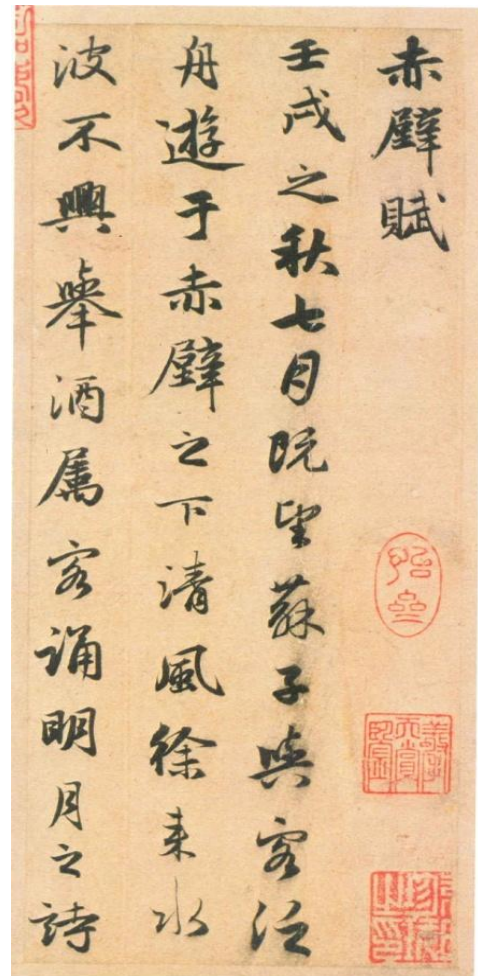 赤壁賦
壬戌之秋七月既望蘇子與客泛
舟遊于赤壁之下清風徐来水
波不興舉酒属客誦明月之詩